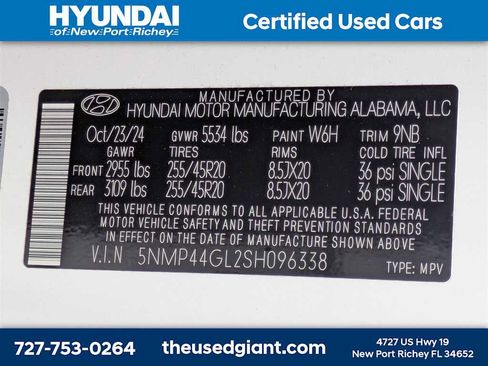 HYUNDAI
of New Port Richey
Certified Used Cars
MANUFACTURED BY
HYUNDAI MOTOR MANUFACTURING ALABAMA, LLC
Oct/23/24 GVWR 5534 lbs PAINT W6H TRIM 9NB
GAWR TIRES RIMS COLD TIRE INFL
FRONT 2955 lbs 255/45R20 8.5JX20 36 psi SINGLE
REAR 3109 lbs 255/45R20 8.5JX20 36 psi SINGLE
THIS VEHICLE CONFORMS TO ALL APPLICABLE U.S.A. FEDERAL
MOTOR VEHICLE SAFETY AND THEFT PREVENTION STANDARDS
IN EFFECT ON THE DATE OF MANUFACTURE SHOWN ABOVE.
V.I.N 5NMP44GL2SH096338 TYPE: MPV
727-753-0264
theusedgiant.com
4727 US Hwy 19
New Port Richey FL 34652